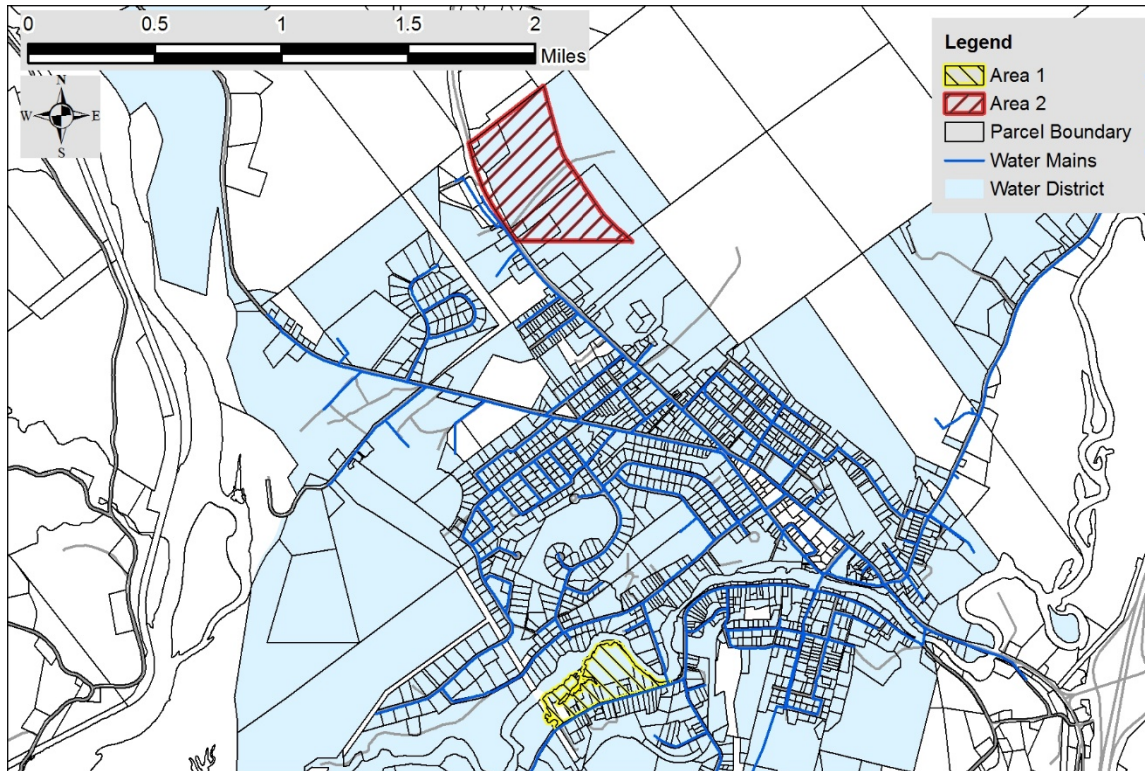 0 0.5 1 1.5 2
Miles
N
W E
S
Legend
Area 1
Area 2
Parcel Boundary
Water Mains
Water District